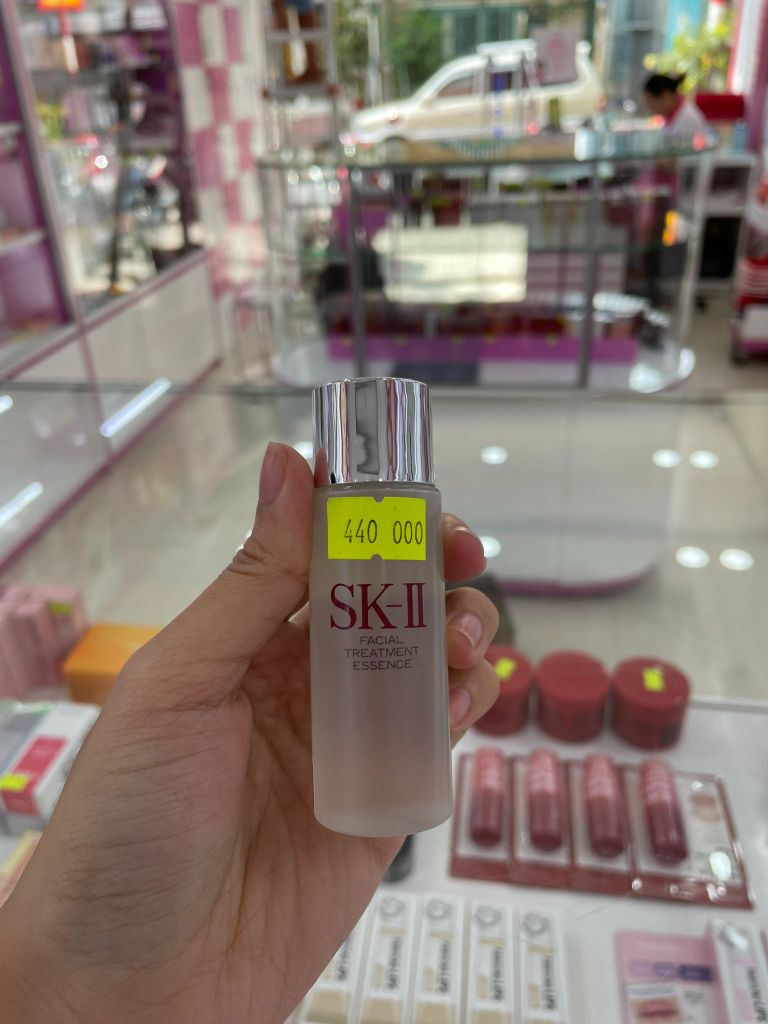 440 000
SK-II
FACIAL
TREATMENT
ESSENCE